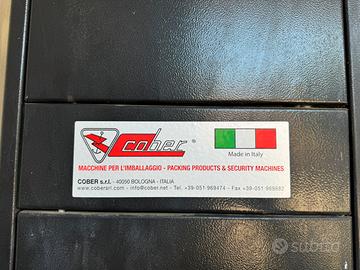 cober ®
Made in Italy
MACCHINE PER L'IMBALLAGGIO - PACKING PRODUCTS & SECURITY MACHINES
COBER s.r.l. - 40050 BOLOGNA - ITALIA
www.cobersrl.com - info@cober.net - Tel. +39-051 969474 - Fax +39-051 969882
subito